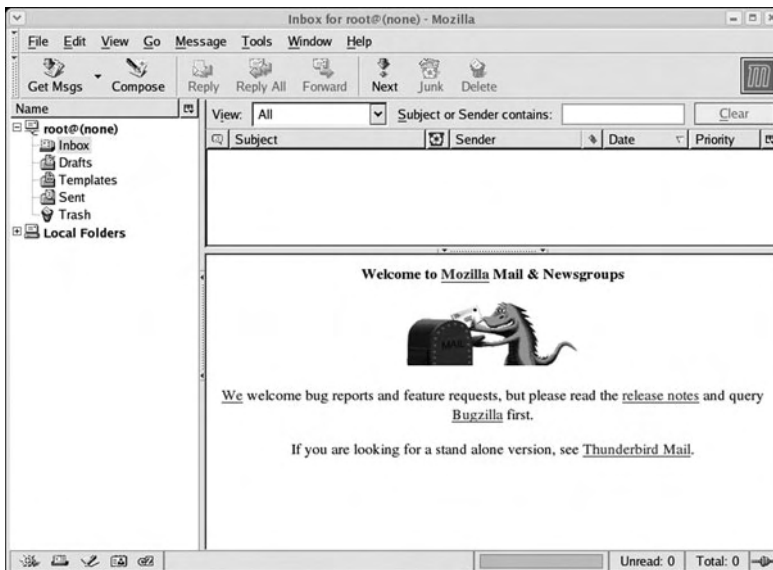 Inbox for root@(none) - Mozilla
File Edit View Go Message Tools Window Help
Get Msgs Compose Reply Reply All Forward Next Junk Delete
Name
root@(none)
Inbox
Drafts
Templates
Sent
Trash
Local Folders
View: All Subject or Sender contains: Clear
Subject Sender Date Priority
Welcome to Mozilla Mail & Newsgroups
MAIL
We welcome bug reports and feature requests, but please read the release notes and query
Bugzilla first.
If you are looking for a stand alone version, see Thunderbird Mail.
Unread: 0 Total: 0